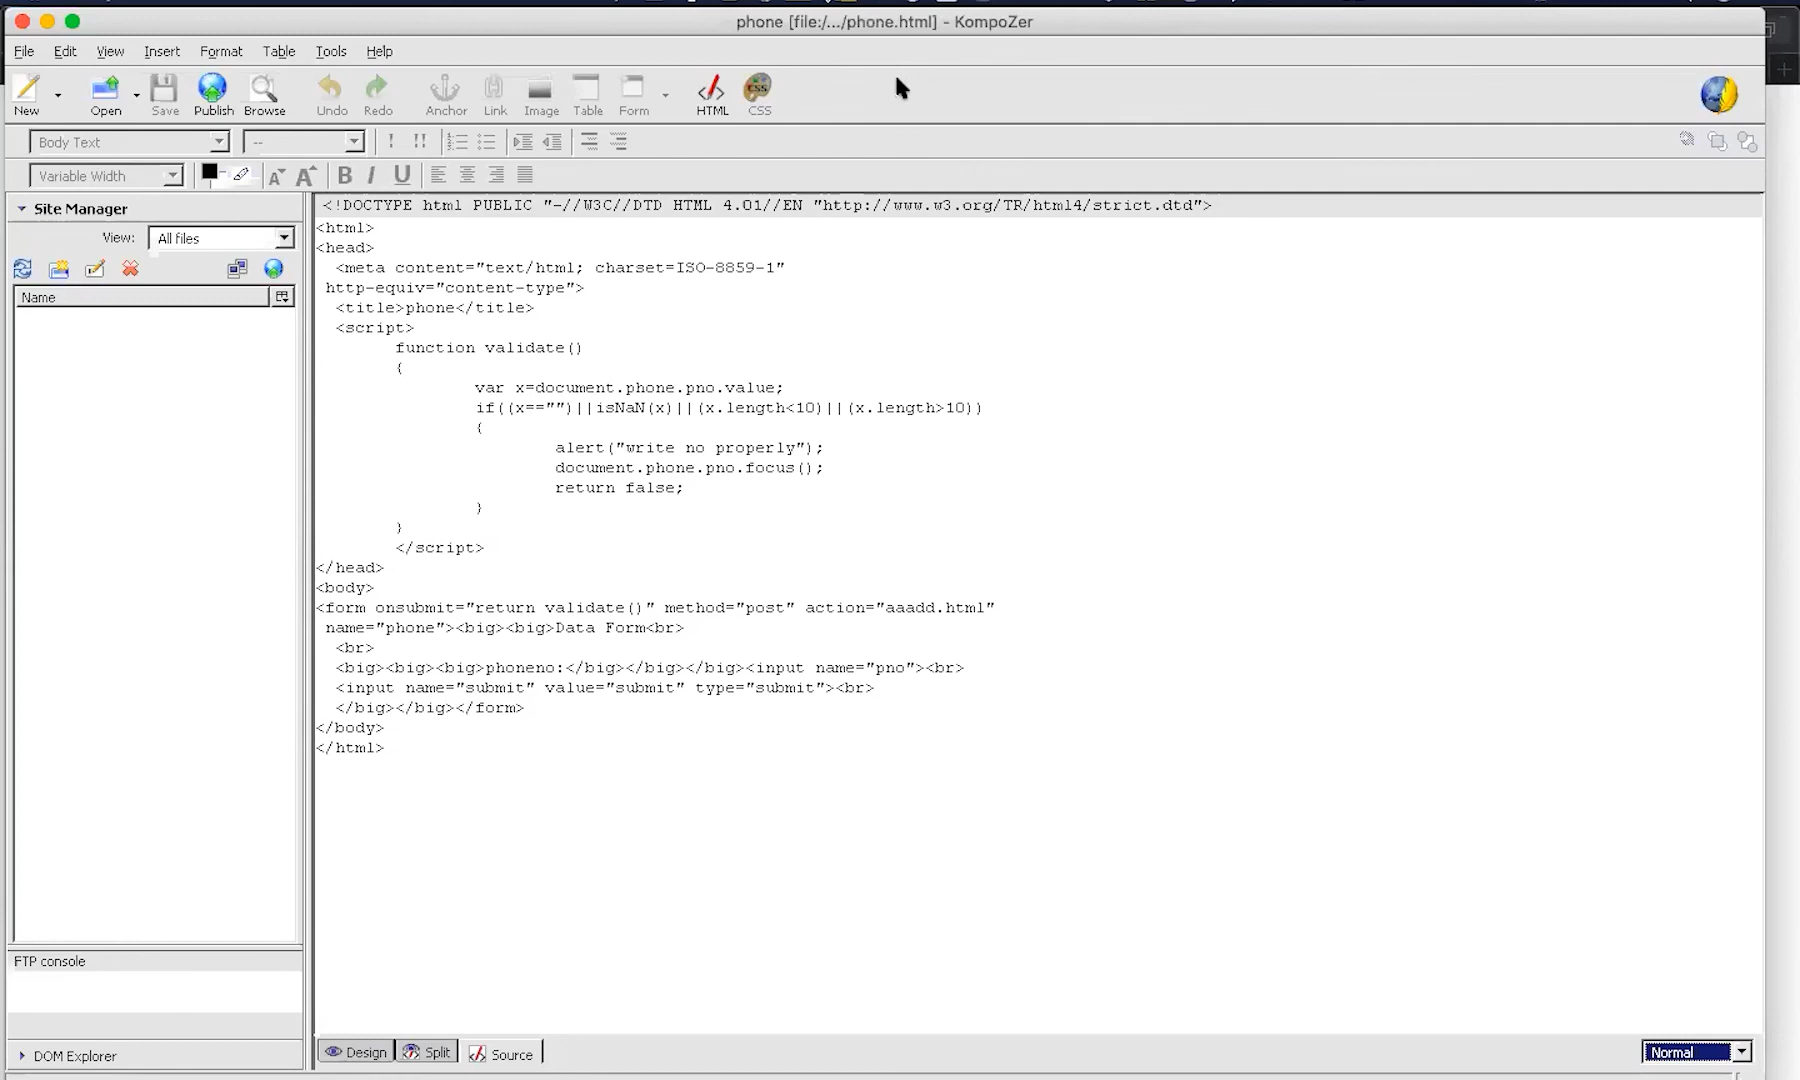 phone [file:/.../phone.html] - KompoZer
File Edit View Insert Format Table Tools Help
New Open Save Publish Browse Undo Redo Anchor Link Image Table Form HTML CSS
Body Text --
Variable Width B I U
Site Manager
View: All files
Name
<!DOCTYPE html PUBLIC "-//W3C//DTD HTML 4.01//EN "http://www.w3.org/TR/html4/strict.dtd">
<html>
<head>
<meta content="text/html; charset=ISO-8859-1"
http-equiv="content-type">
<title>phone</title>
<script>
function validate()
{
var x=document.phone.pno.value;
if((x=="")||isNaN(x)||(x.length<10)||(x.length>10))
{
alert("write no properly");
document.phone.pno.focus();
return false;
}
}
</script>
</head>
<body>
<form onsubmit="return validate()" method="post" action="aaadd.html"
name="phone"><big><big>Data Form<br>
<br>
<big><big><big>phoneno:</big></big></big><input name="pno"><br>
<input name="submit" value="submit" type="submit"><br>
</big></big></form>
</body>
</html>
FTP console
DOM Explorer
Design Split Source Normal